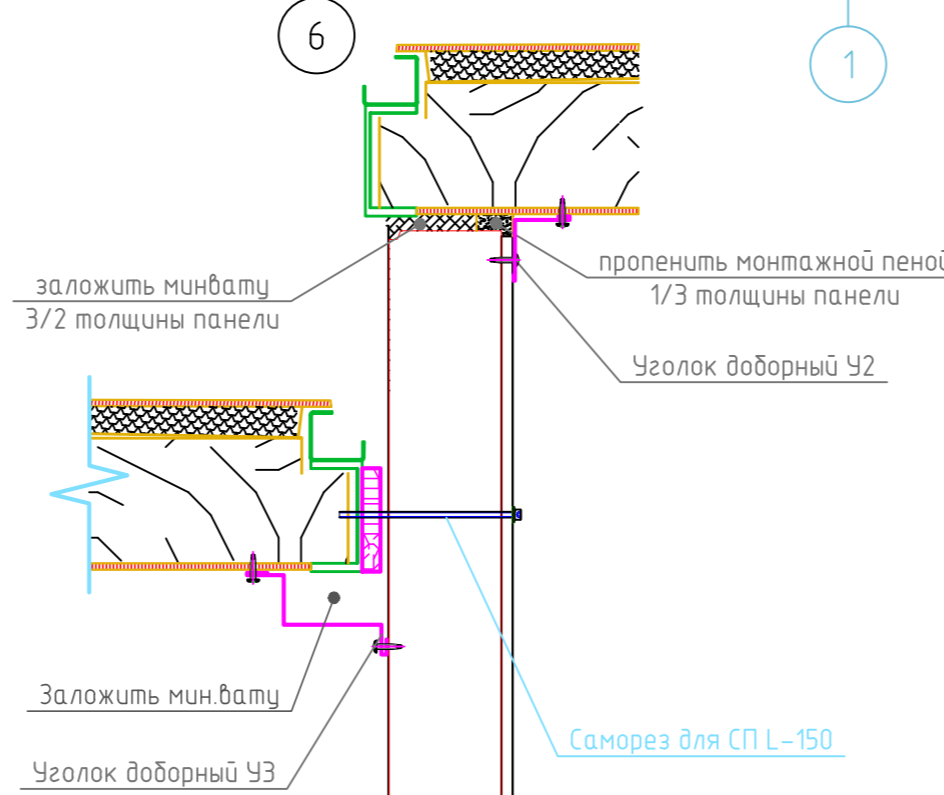 6
1
заложить минвату
3/2 толщины панели
пропенить монтажной пеной
1/3 толщины панели
Уголок доборный У2
Заложить мин.вату
Саморез для СП L-150
Уголок доборный У3